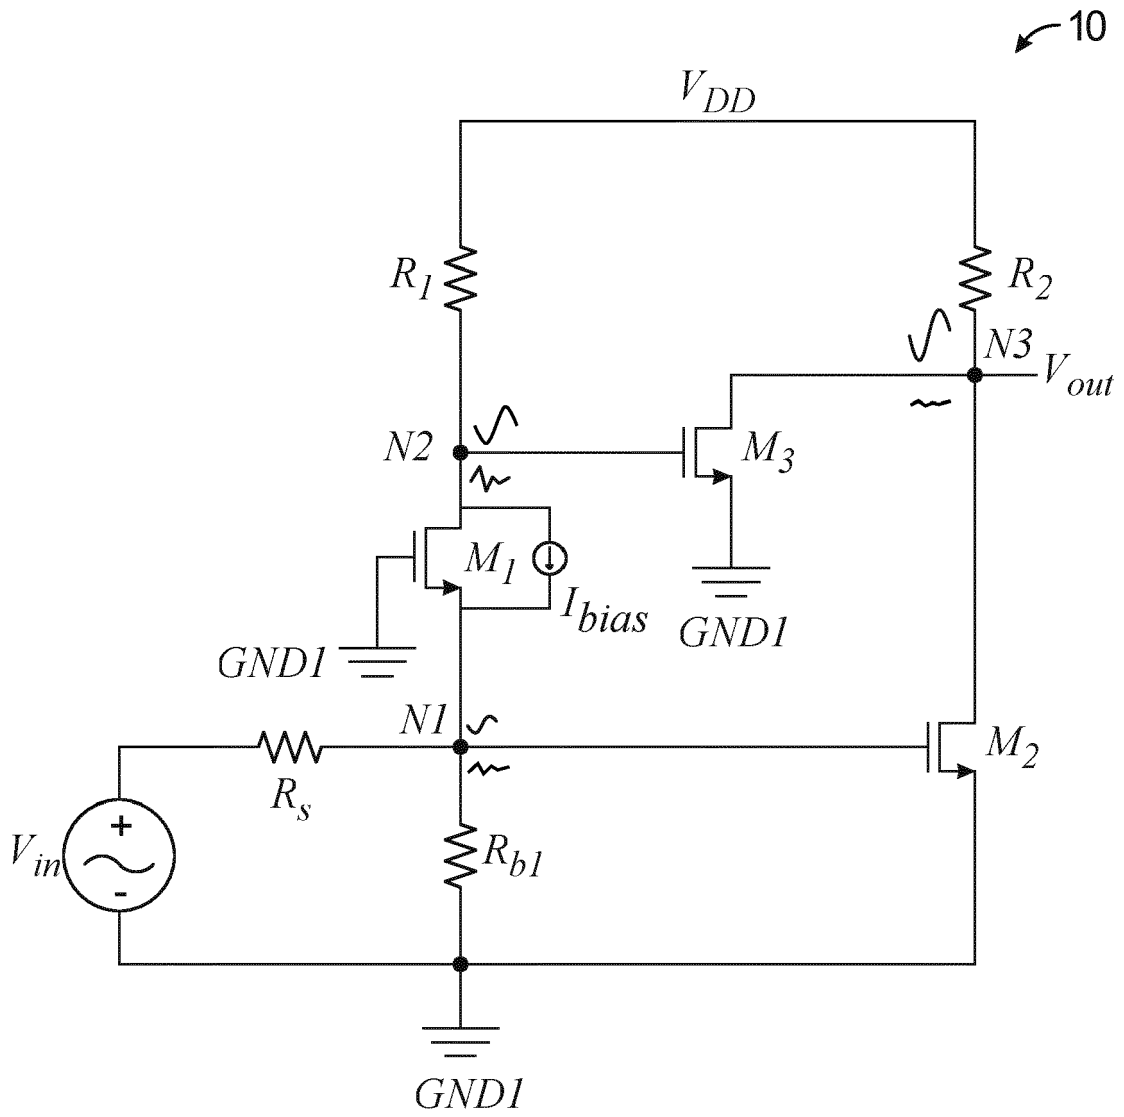 10
V_DD
R_1
R_2
N3
V_out
N2
M_3
M_1
I_bias
GND1
GND1
N1
M_2
R_s
V_in
+
-
R_b1
GND1